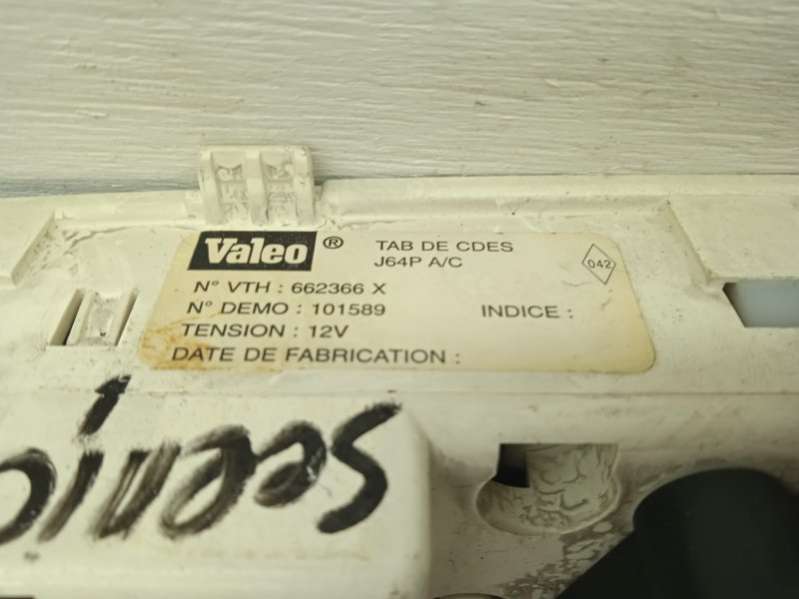 Valeo ® TAB DE CDES
J64P A/C
042
N° VTH : 662366 X
N° DEMO : 101589 INDICE :
TENSION : 12V
DATE DE FABRICATION :
scenic